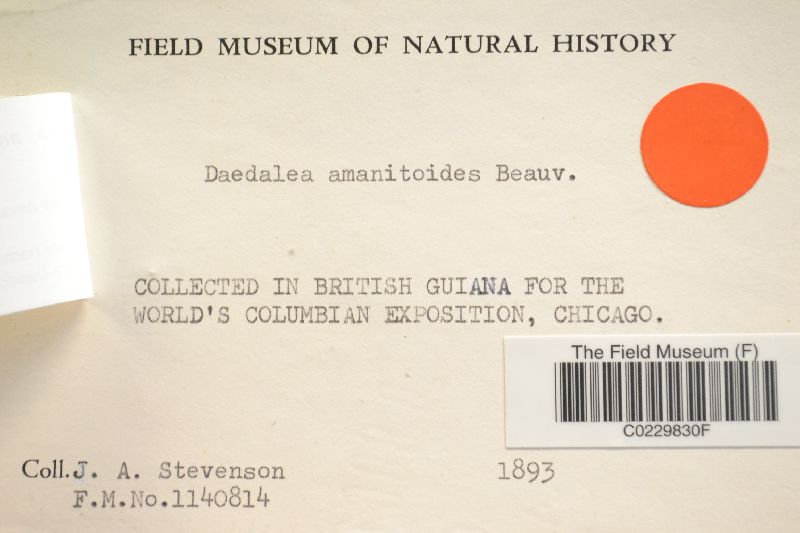 FIELD MUSEUM OF NATURAL HISTORY
Daedalea amanitoides Beauv.
COLLECTED IN BRITISH GUIANA FOR THE
WORLD'S COLUMBIAN EXPOSITION, CHICAGO.
The Field Museum (F)
C0229830F
Coll. J. A. Stevenson 1893
F.M.No.1140814